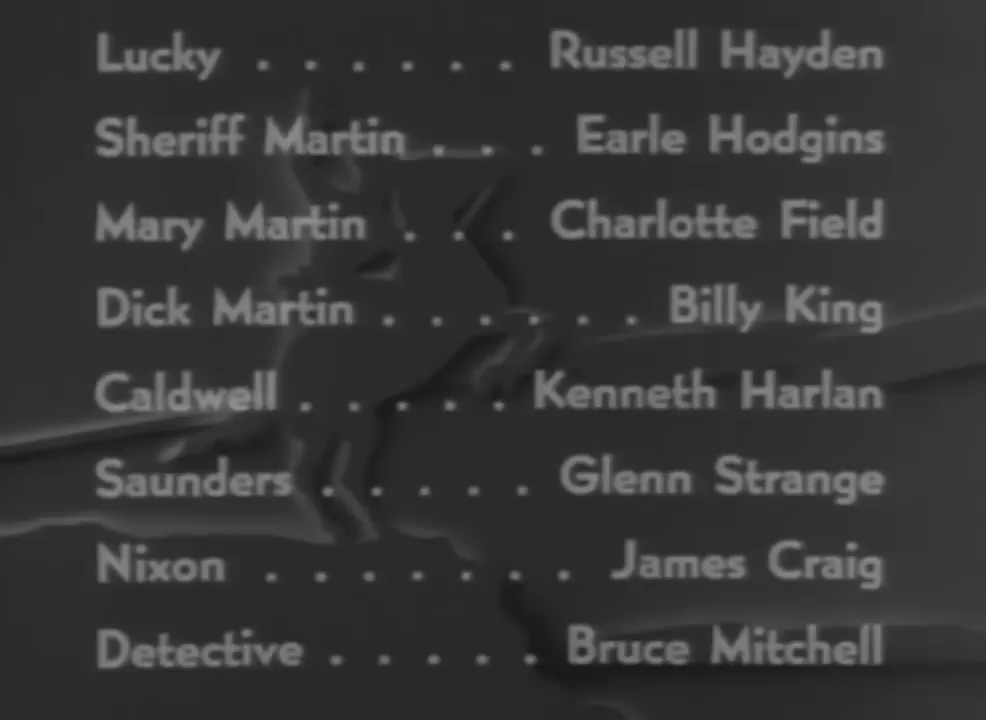 Lucky . . . . . . Russell Hayden
Sheriff Martin . . . Earle Hodgins
Mary Martin . . . Charlotte Field
Dick Martin . . . . . . Billy King
Caldwell . . . . . Kenneth Harlan
Saunders . . . . . Glenn Strange
Nixon . . . . . . . James Craig
Detective . . . . . Bruce Mitchell